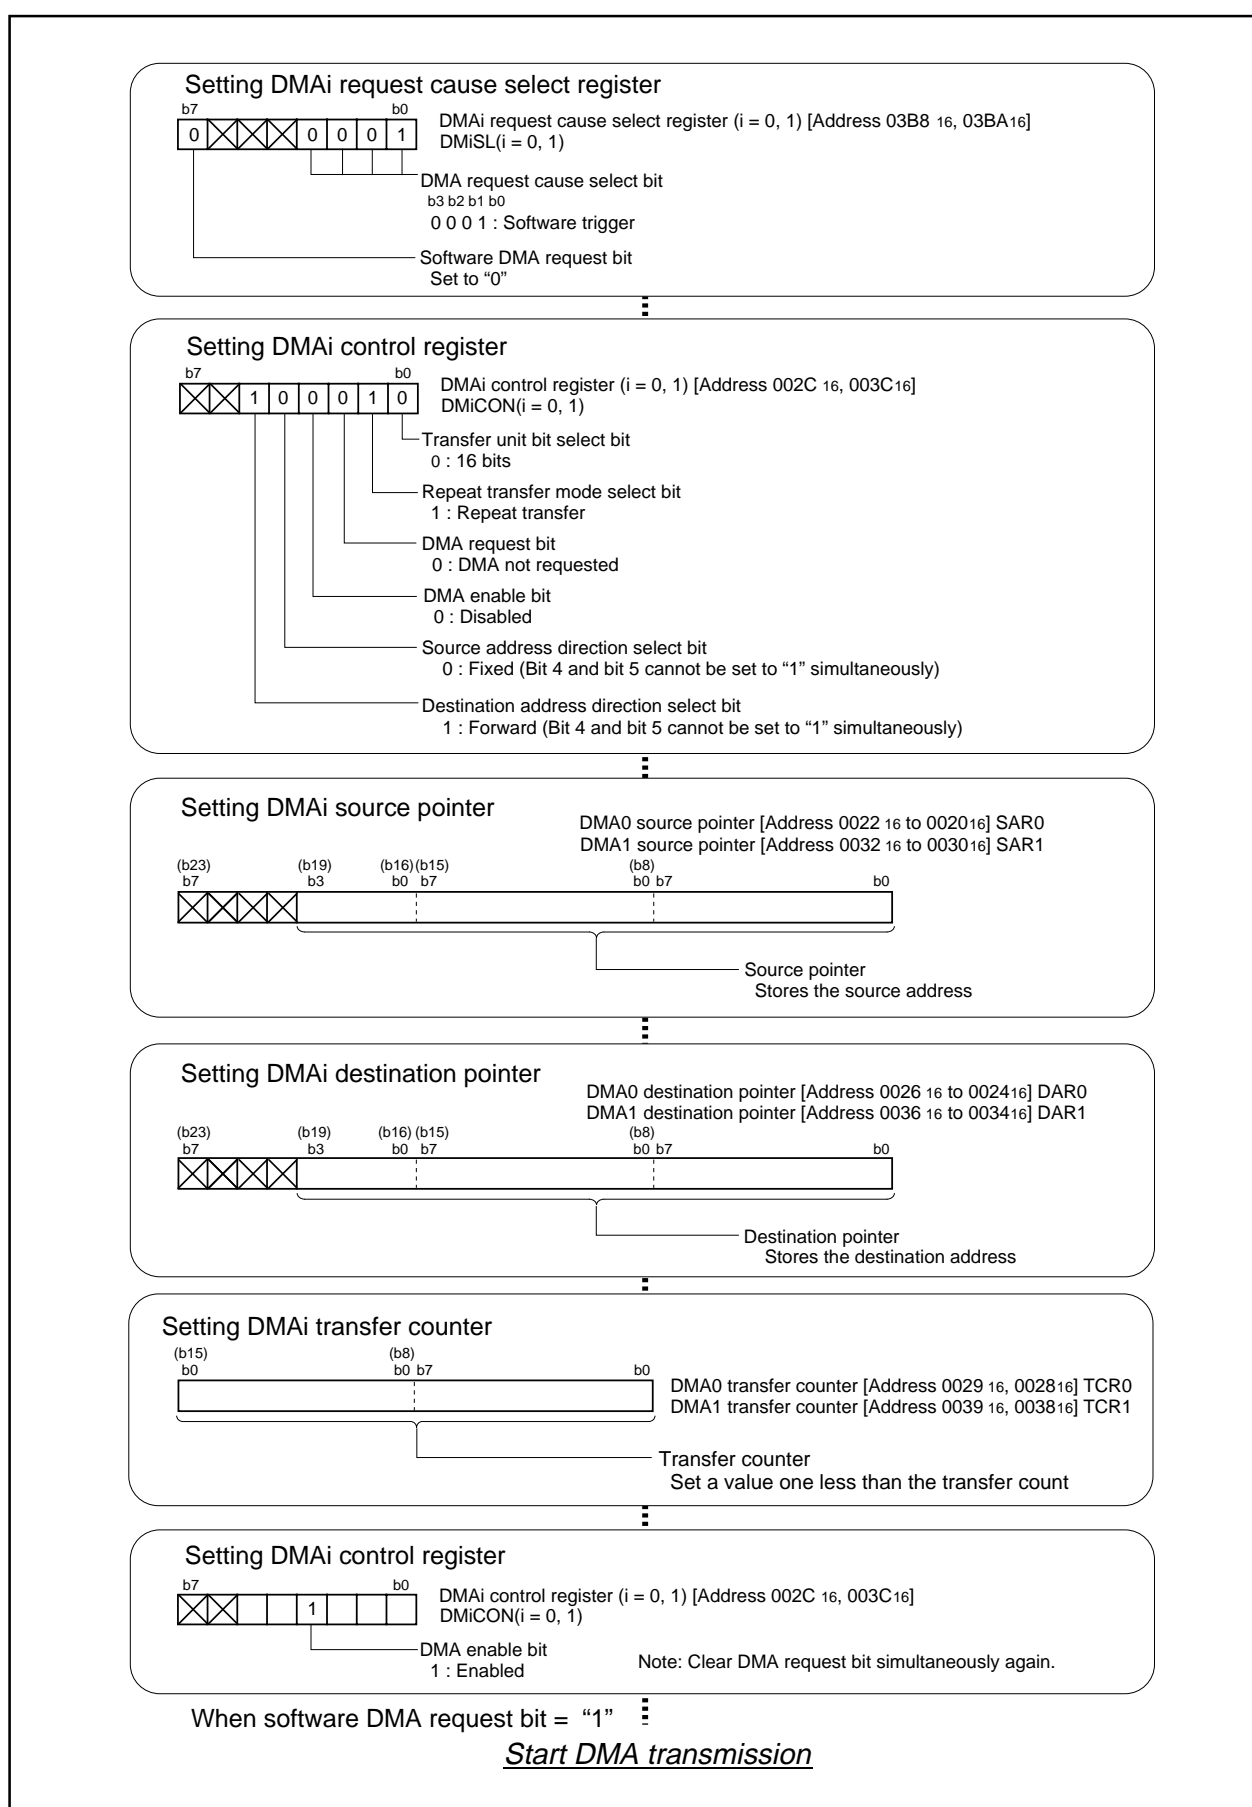 Setting DMAi request cause select register
b7 b0
0 0 0 0 1
DMAi request cause select register (i = 0, 1) [Address 03B8 16, 03BA16]
DMiSL(i = 0, 1)
DMA request cause select bit
b3 b2 b1 b0
0 0 0 1 : Software trigger
Software DMA request bit
Set to “0”
Setting DMAi control register
b7 b0
1 0 0 0 1 0
DMAi control register (i = 0, 1) [Address 002C 16, 003C16]
DMiCON(i = 0, 1)
Transfer unit bit select bit
0 : 16 bits
Repeat transfer mode select bit
1 : Repeat transfer
DMA request bit
0 : DMA not requested
DMA enable bit
0 : Disabled
Source address direction select bit
0 : Fixed (Bit 4 and bit 5 cannot be set to “1” simultaneously)
Destination address direction select bit
1 : Forward (Bit 4 and bit 5 cannot be set to “1” simultaneously)
Setting DMAi source pointer
DMA0 source pointer [Address 0022 16 to 002016] SAR0
DMA1 source pointer [Address 0032 16 to 003016] SAR1
(b23) (b19) (b16) (b15) (b8)
b7 b3 b0 b7 b0 b7 b0
Source pointer
Stores the source address
Setting DMAi destination pointer
DMA0 destination pointer [Address 0026 16 to 002416] DAR0
DMA1 destination pointer [Address 0036 16 to 003416] DAR1
(b23) (b19) (b16) (b15) (b8)
b7 b3 b0 b7 b0 b7 b0
Destination pointer
Stores the destination address
Setting DMAi transfer counter
(b15) (b8)
b0 b0 b7 b0
DMA0 transfer counter [Address 0029 16, 002816] TCR0
DMA1 transfer counter [Address 0039 16, 003816] TCR1
Transfer counter
Set a value one less than the transfer count
Setting DMAi control register
b7 b0
1
DMAi control register (i = 0, 1) [Address 002C 16, 003C16]
DMiCON(i = 0, 1)
DMA enable bit
1 : Enabled
Note: Clear DMA request bit simultaneously again.
When software DMA request bit = “1”
Start DMA transmission